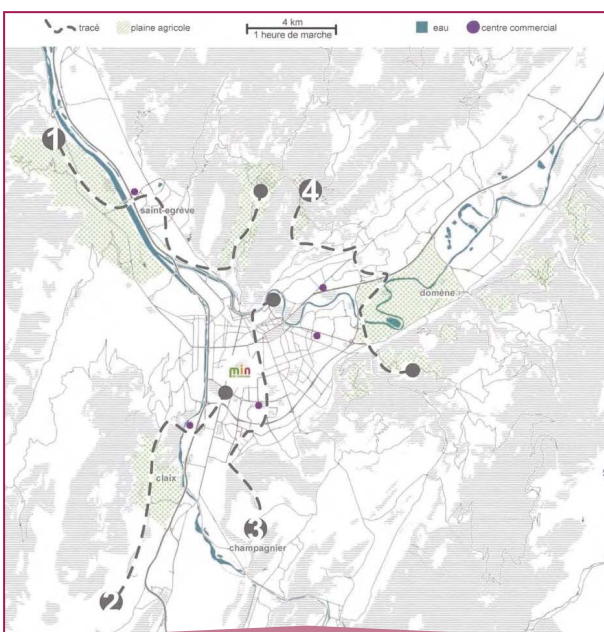 tracé
plaine agricole
4 km
1 heure de marche
eau
centre commercial
1
4
saint-egrève
domène
min
claix
3
champagnier
2